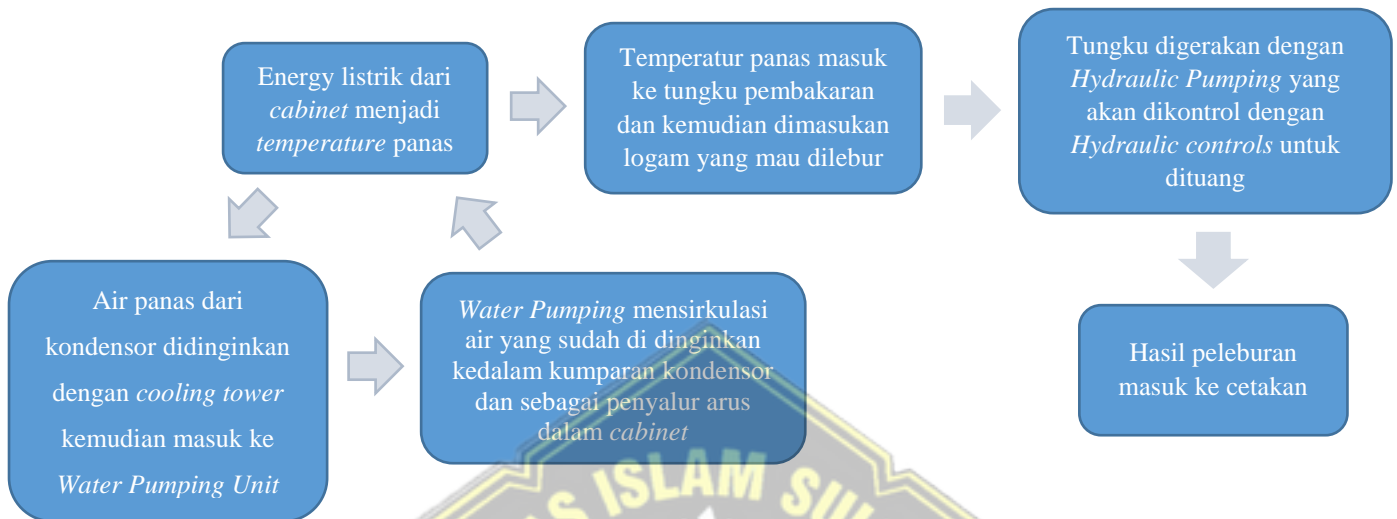 Energy listrik dari
cabinet menjadi
temperature panas
Temperatur panas masuk
ke tungku pembakaran
dan kemudian dimasukan
logam yang mau dilebur
Tungku digerakan dengan
Hydraulic Pumping yang
akan dikontrol dengan
Hydraulic controls untuk
dituang
Air panas dari
kondensor didinginkan
dengan cooling tower
kemudian masuk ke
Water Pumping Unit
Water Pumping mensirkulasi
air yang sudah di dinginkan
kedalam kumparan kondensor
dan sebagai penyalur arus
dalam cabinet
Hasil peleburan
masuk ke cetakan
ISLAM